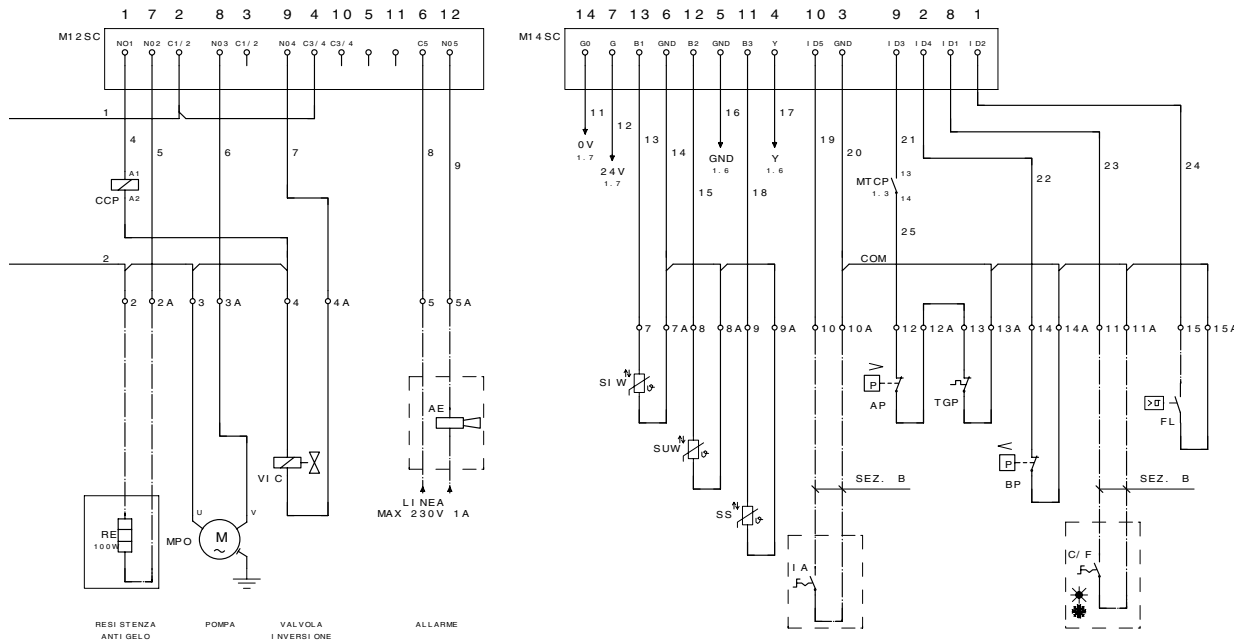 1 7 2 8 3 9 4 10 5 11 6 12
M12SC
NO1 NO2 C1/2 NO3 C1/2 NO4 C3/4 C3/4 C5 NO5
1
4 5 6 7 8 9
A1
CCP
A2
2
2 2A 3 3A 4 4A 5 5A
AE
VIC
LINEA
MAX 230V 1A
RE
100W
MPO
U V
M
~
RESISTENZA
ANTIGELO
POMPA
VALVOLA
INVERSIONE
ALLARME
14 7 13 6 12 5 11 4 10 3 9 2 8 1
M14SC
G0 G B1 GND B2 GND B3 Y ID5 GND ID3 ID4 ID1 ID2
11 12 13 14 15 16 17 18 19 20 21 22 23 24
0V
1.7
24V
1.7
GND
1.6
Y
1.6
MTCP
1.3
13
14
25
COM
7 7A 8 8A 9 9A 10 10A 12 12A 13 13A 14 14A 11 11A 15 15A
SIW
P
AP
TGP
FL
SUW
P
BP
SEZ. B
SEZ. B
SS
IA
C/F